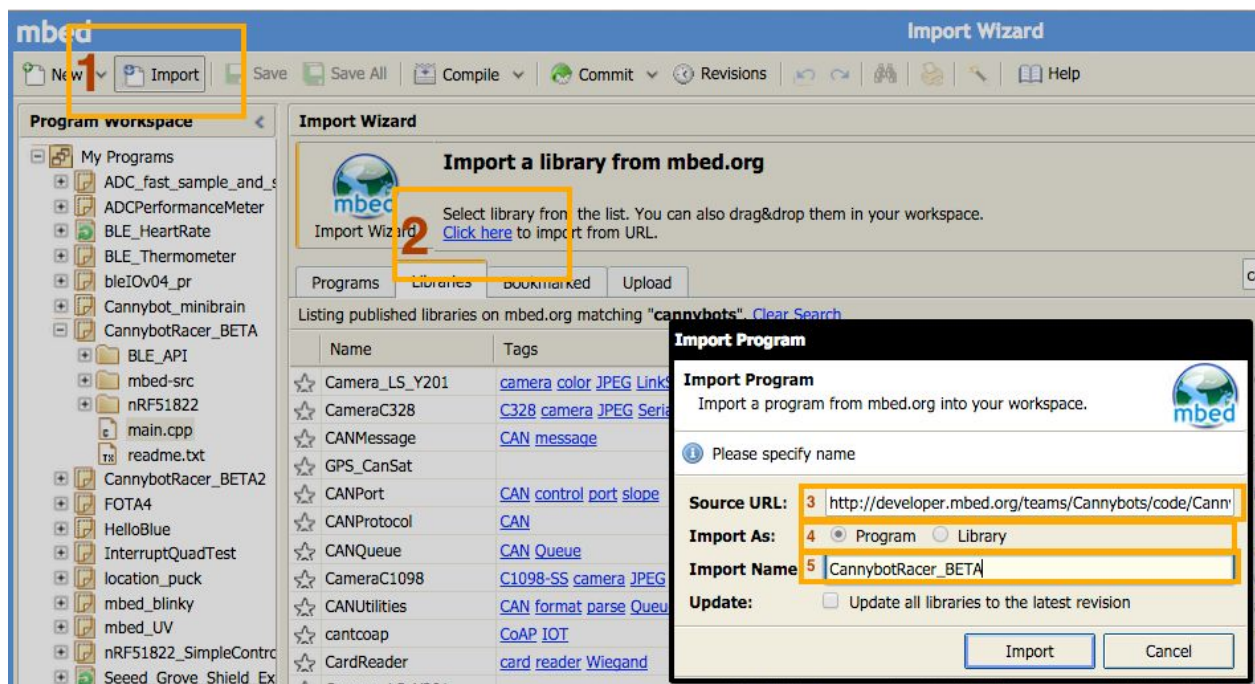 mbed
Import Wizard
1
New Import Save Save All Compile Commit Revisions Help
Program Workspace <
My Programs
ADC_fast_sample_and_s
ADCPerformanceMeter
BLE_HeartRate
BLE_Thermometer
bleIOv04_pr
Cannybot_minibrain
CannybotRacer_BETA
BLE_API
mbed-src
nRF51822
main.cpp
readme.txt
CannybotRacer_BETA2
FOTA4
HelloBlue
InterruptQuadTest
location_puck
mbed_blinky
mbed_UV
nRF51822_SimpleContro
Seeed_Grove_Shield_Ex
Import Wizard
mbed
Import Wizard
Import a library from mbed.org
Select library from the list. You can also drag&drop them in your workspace.
2
Click here to import from URL.
Programs Libraries Bookmarked Upload
Listing published libraries on mbed.org matching "cannybots". Clear Search
Name Tags
Camera_LS_Y201 camera color JPEG LinkS
CameraC328 C328 camera JPEG Seria
CANMessage CAN message
GPS_CanSat
CANPort CAN control port slope
CANProtocol CAN
CANQueue CAN Queue
CameraC1098 C1098-SS camera JPEG
CANUtilities CAN format parse Queu
cantcoap CoAP IOT
CardReader card reader Wiegand
Import Program
Import Program
Import a program from mbed.org into your workspace.
mbed
Please specify name
Source URL: 3 http://developer.mbed.org/teams/Cannybots/code/Canny
Import As: 4 Program Library
Import Name 5 CannybotRacer_BETA
Update: Update all libraries to the latest revision
Import Cancel